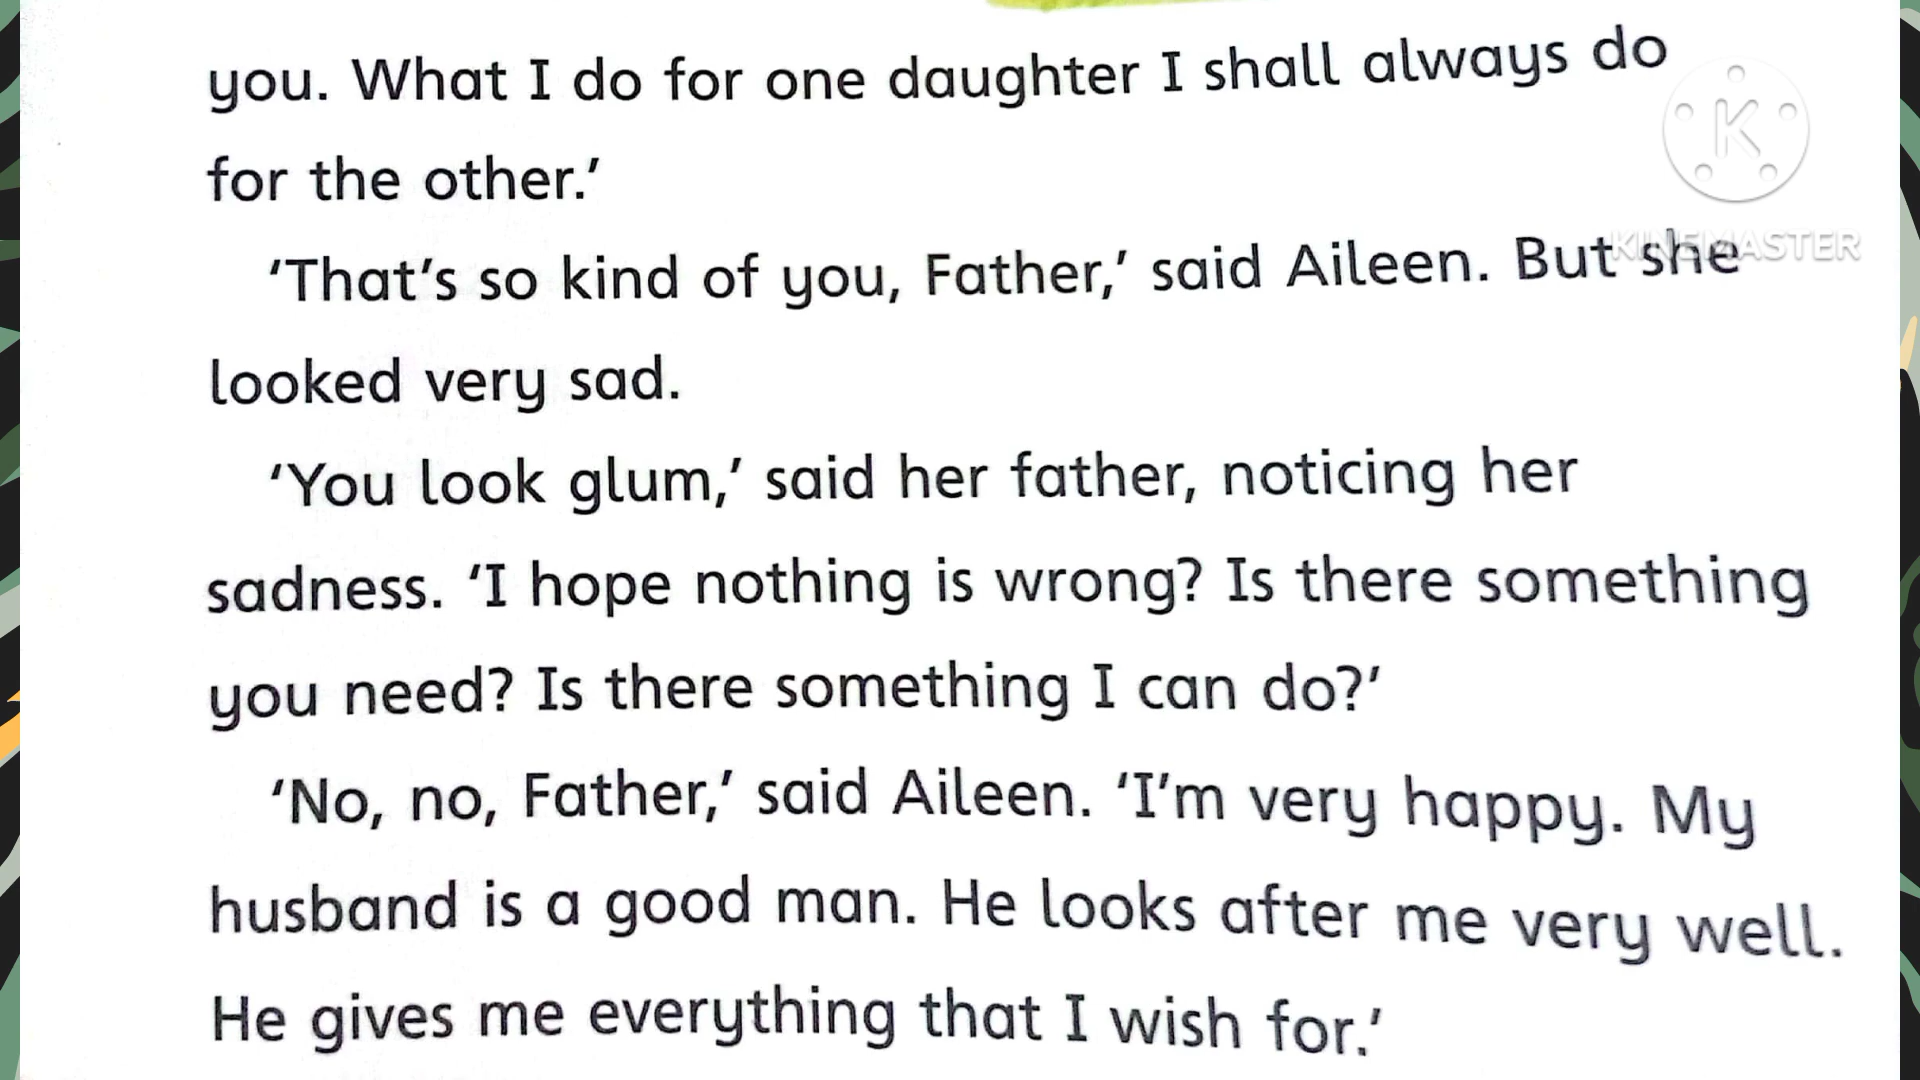 you. What I do for one daughter I shall always do
for the other.’
‘That’s so kind of you, Father,’ said Aileen. But she
looked very sad.
‘You look glum,’ said her father, noticing her
sadness. ‘I hope nothing is wrong? Is there something
you need? Is there something I can do?’
‘No, no, Father,’ said Aileen. ‘I’m very happy. My
husband is a good man. He looks after me very well.
He gives me everything that I wish for.’
K
KINEMASTER